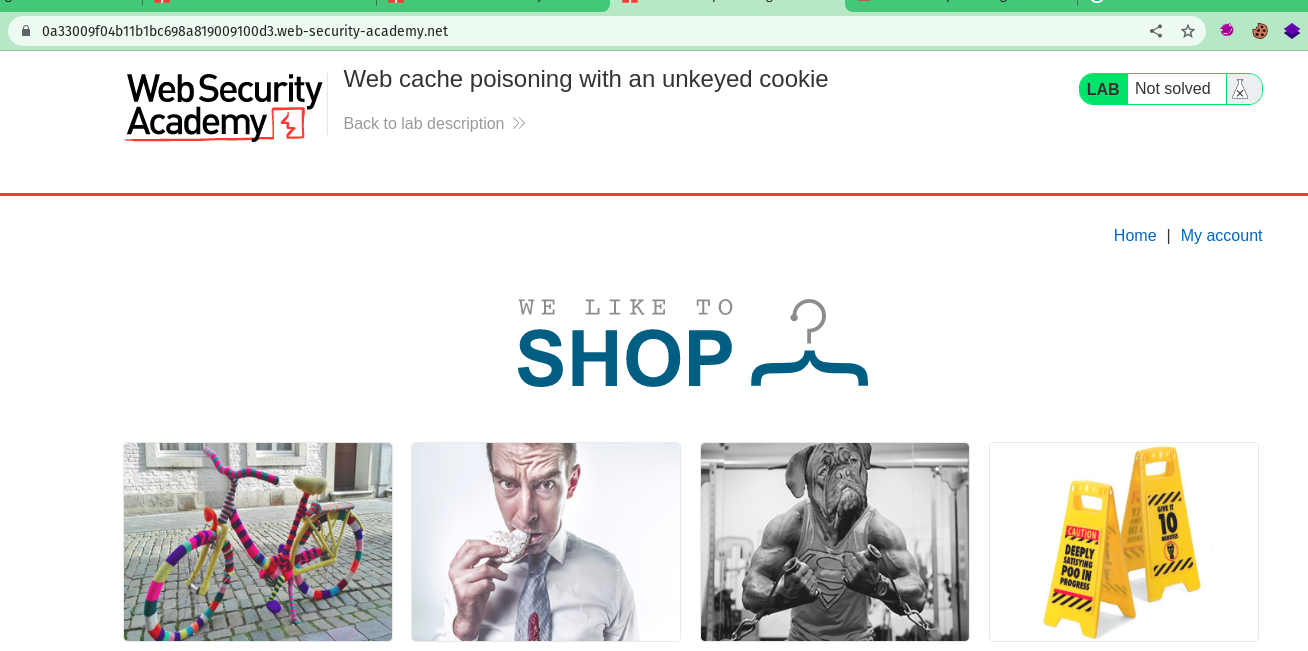 0a33009f04b11b1bc698a819009100d3.web-security-academy.net
Web Security
Academy
Web cache poisoning with an unkeyed cookie
Back to lab description
LAB
Not solved
Home | My account
WE LIKE TO
SHOP
CAUTION
DEEPLY
SATISFYING
POO IN
PROGRESS
GIVE IT
10
MINUTES